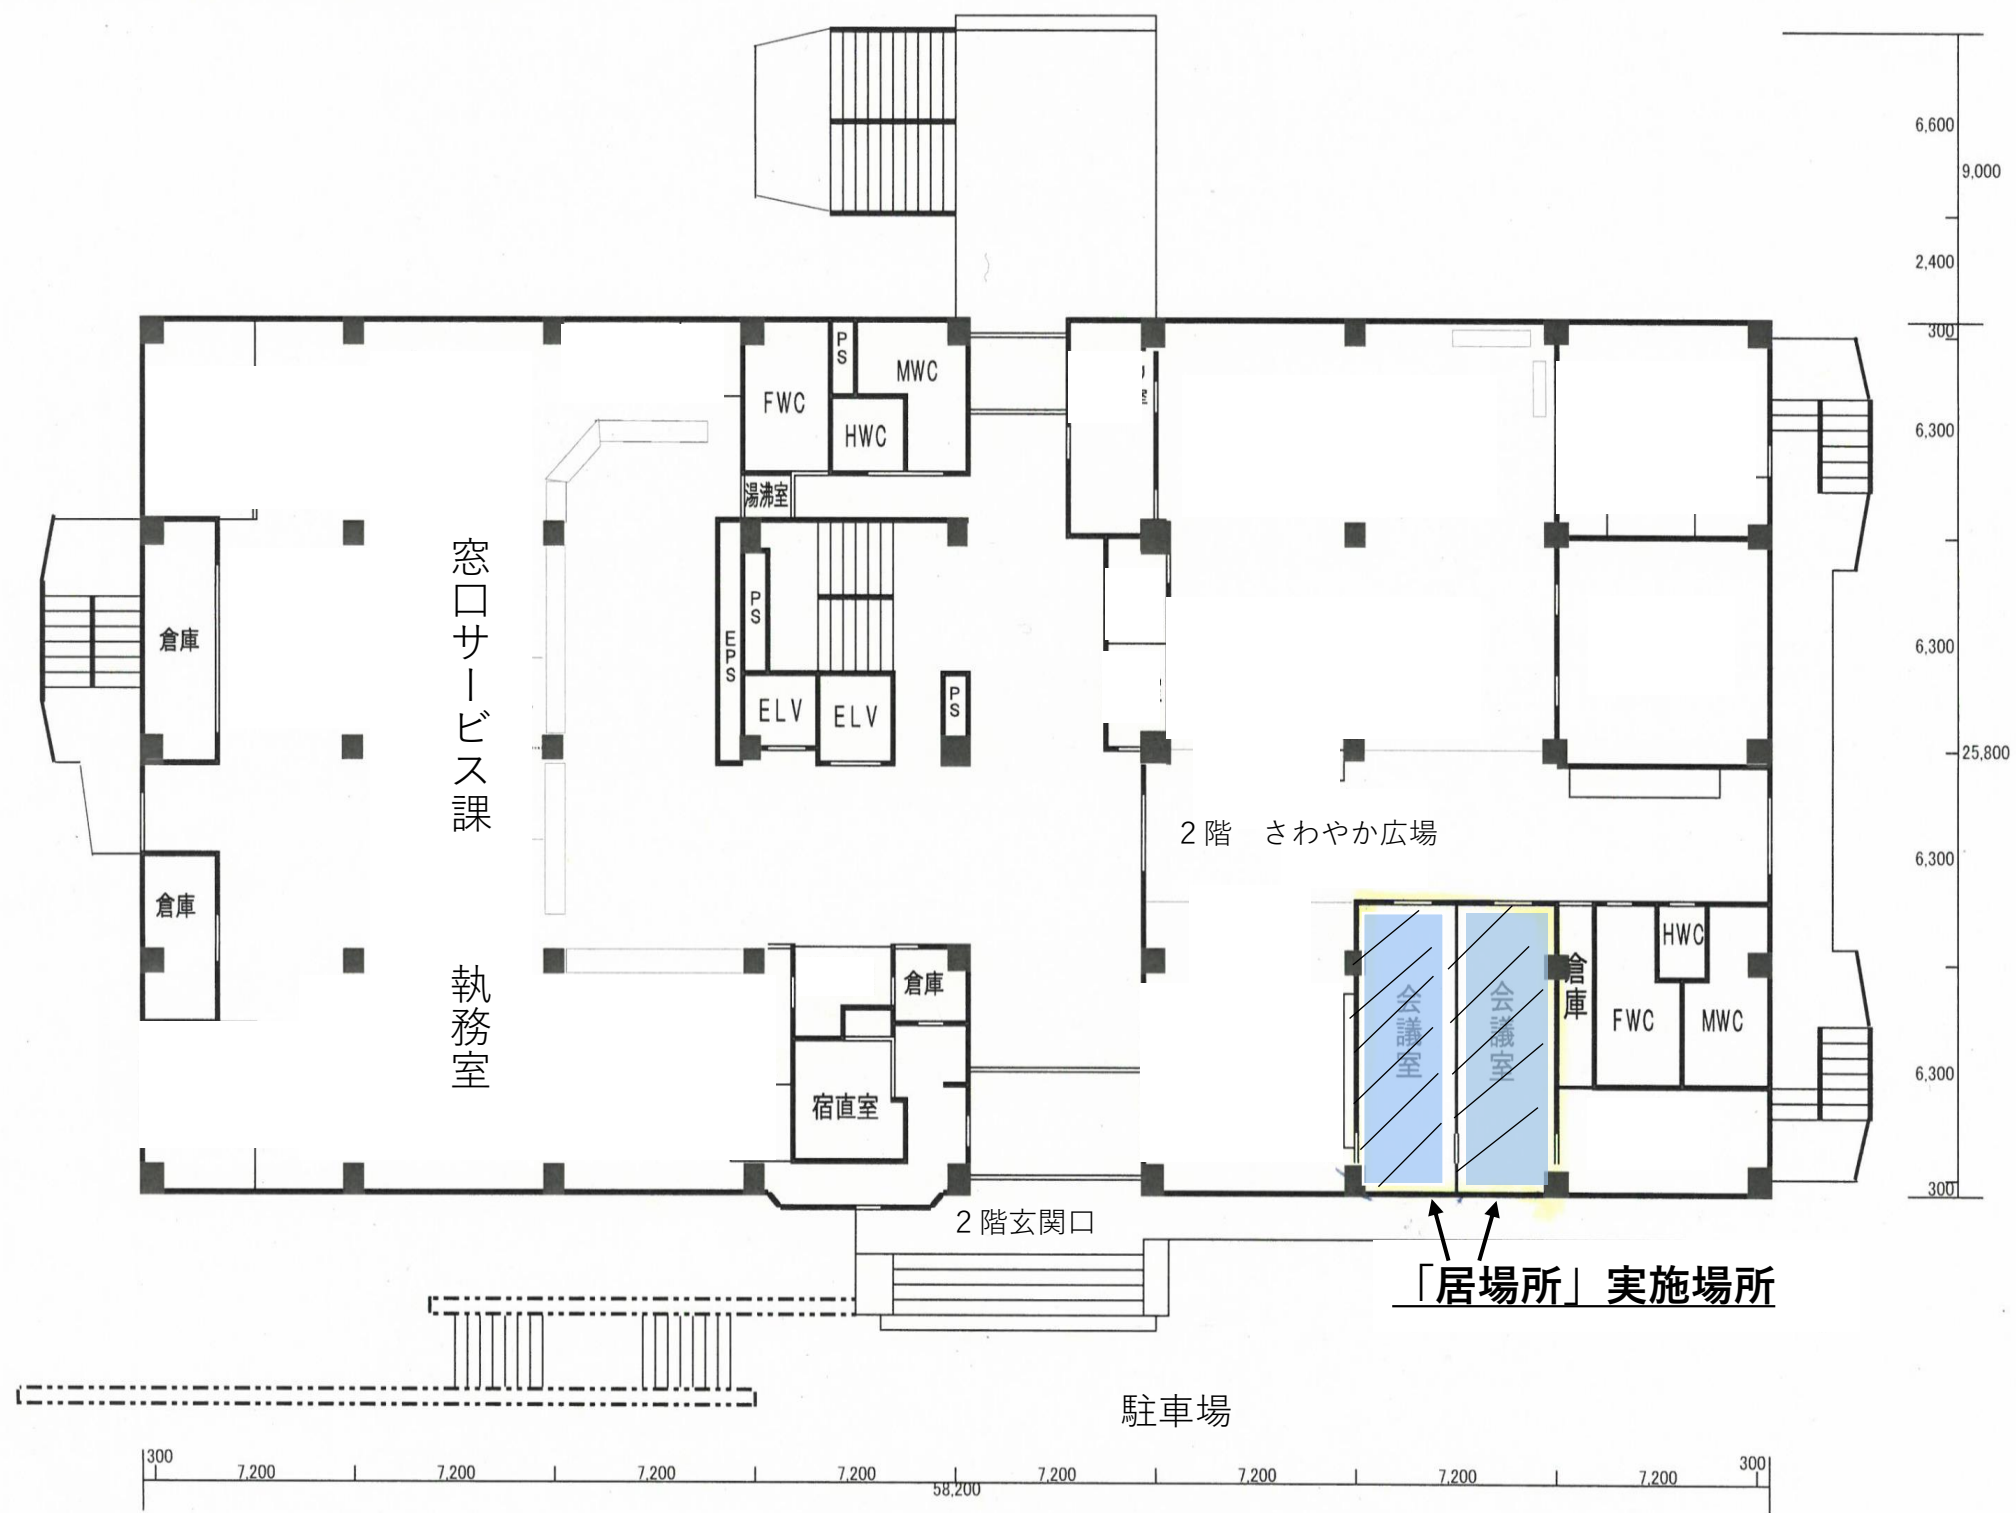 6,600
9,000
2,400
300
PS
MWC
FWC
HWC
湯沸室
6,300
窓口サービス課
執務室
倉庫
PS
EPS
ELV
ELV
PS
6,300
25,800
2階 さわやか広場
6,300
倉庫
倉庫
会議室
会議室
倉庫
HWC
FWC
MWC
6,300
宿直室
300
2階玄関口
「居場所」実施場所
駐車場
300
7,200
7,200
7,200
7,200
7,200
7,200
7,200
7,200
300
58,200